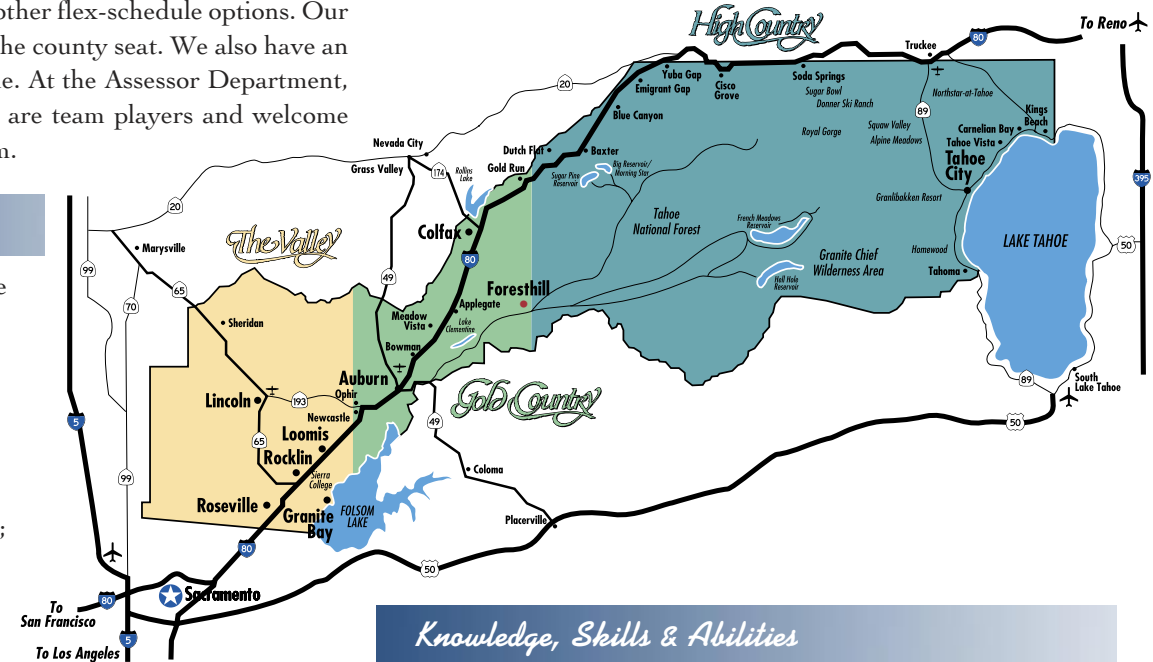 other flex-schedule options. Our
he county seat. We also have an
e. At the Assessor Department,
are team players and welcome
m.
e
;
High Country
To Reno
80
Truckee
Yuba Gap
Emigrant Gap
Cisco
Grove
Soda Springs
Sugar Bowl
Donner Ski Ranch
Northstar-at-Tahoe
20
89
Kings
Beach
Blue Canyon
Royal Gorge
Squaw Valley
Alpine Meadows
Carnelian Bay
Tahoe Vista
Tahoe
City
Nevada City
Grass Valley
174
Rollins
Lake
Dutch Flat
Gold Run
Baxter
Big Reservoir/
Morning Star
Sugar Pine
Reservoir
395
20
Granlibakken Resort
The Valley
Colfax
Tahoe
National Forest
French Meadows
Reservoir
LAKE TAHOE
50
Marysville
99
80
49
Granite Chief
Wilderness Area
Homewood
Tahoma
Hell Hole
Reservoir
65
70
Foresthill
Applegate
Meadow
Vista
Lake
Clementine
Sheridan
Bowman
Auburn
Ophir
89
South
Lake Tahoe
Lincoln
193
Newcastle
Gold Country
49
50
5
Loomis
65
Rocklin
Sierra
College
Coloma
99
Roseville
Granite
Bay
FOLSOM
LAKE
Placerville
80
50
Sacramento
80
To
San Francisco
5
To Los Angeles
Knowledge, Skills & Abilities